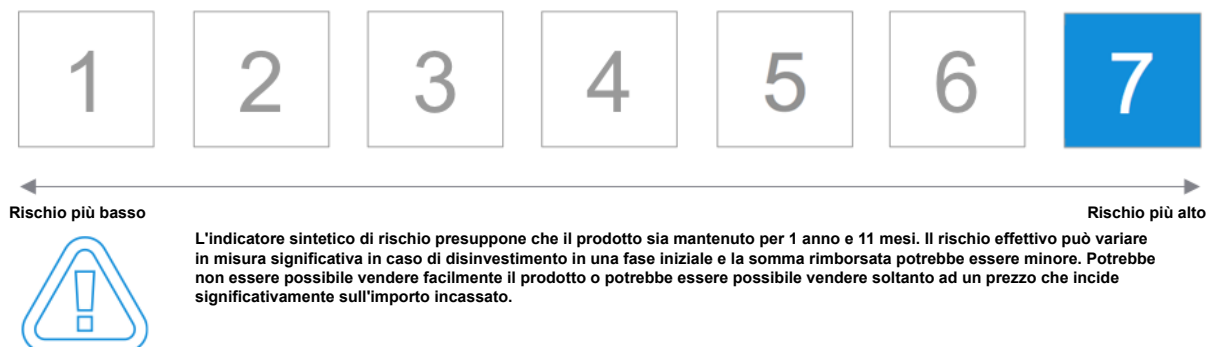 1 2 3 4 5 6 7
Rischio più basso Rischio più alto
L'indicatore sintetico di rischio presuppone che il prodotto sia mantenuto per 1 anno e 11 mesi. Il rischio effettivo può variare
in misura significativa in caso di disinvestimento in una fase iniziale e la somma rimborsata potrebbe essere minore. Potrebbe
non essere possibile vendere facilmente il prodotto o potrebbe essere possibile vendere soltanto ad un prezzo che incide
significativamente sull'importo incassato.